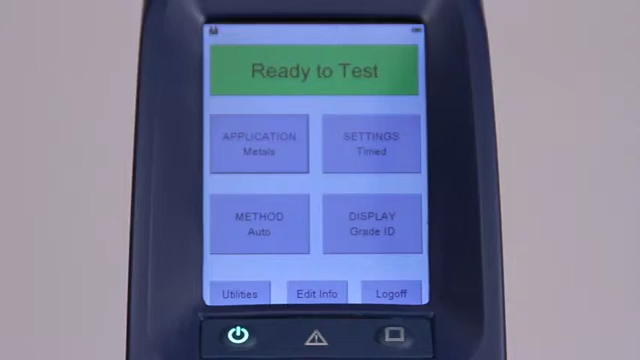 Ready to Test
APPLICATION
Metals
SETTINGS
Timed
METHOD
Auto
DISPLAY
Grade ID
Utilities
Edit Info
Logoff